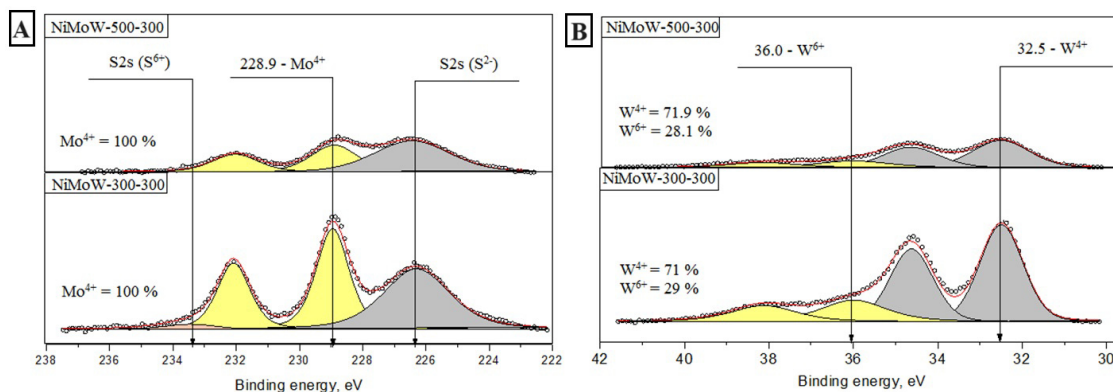 A
NiMoW-500-300
S2s (S⁶⁺)
228.9 - Mo⁴⁺
S2s (S²⁻)
Mo⁴⁺ = 100 %
NiMoW-300-300
Mo⁴⁺ = 100 %
238 236 234 232 230 228 226 224 222
Binding energy, eV
B
NiMoW-500-300
36.0 - W⁶⁺
32.5 - W⁴⁺
W⁴⁺ = 71.9 %
W⁶⁺ = 28.1 %
NiMoW-300-300
W⁴⁺ = 71 %
W⁶⁺ = 29 %
42 40 38 36 34 32 30
Binding energy, eV